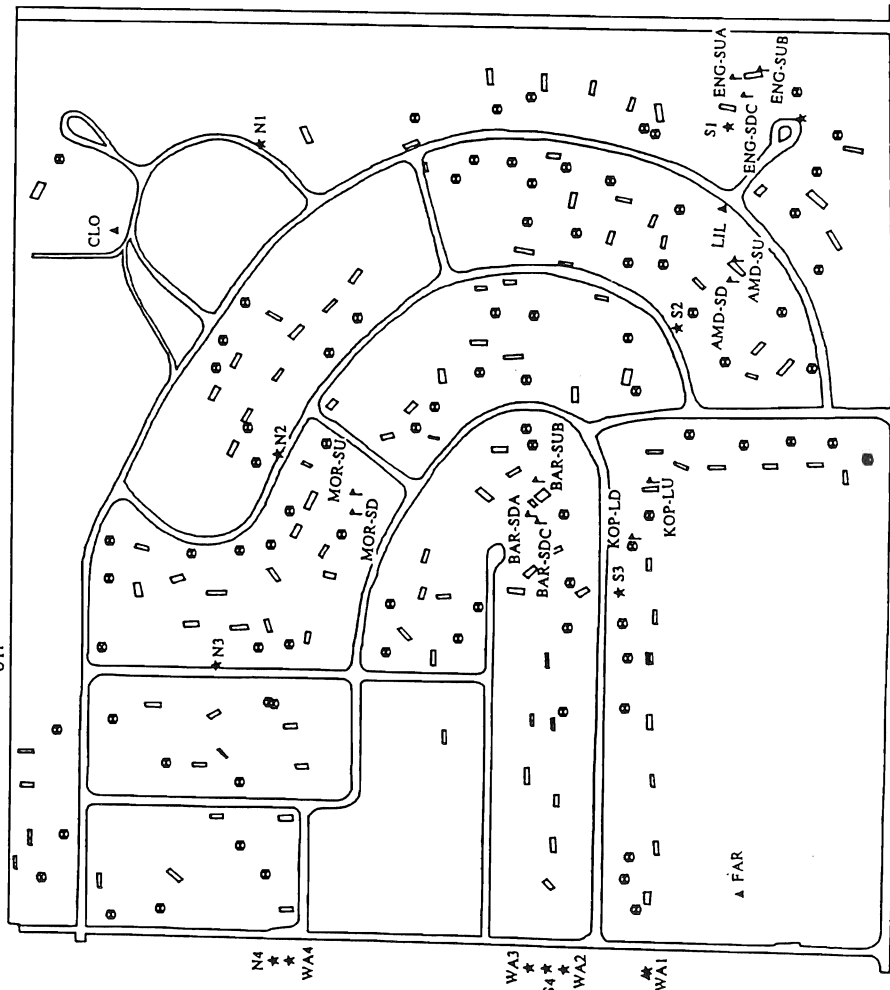 ENG-SUA
ENG-SUB
S1
ENG-SDC
N1
CLO
LIL
AMD-SU
AMD-SD
S2
N2
MOR-SU
MOR-SD
BAR-SUB
BAR-SDA
BAR-SDC
KOP-LD
KOP-LU
S3
N3
FAR
N4
WA4
WA3
S4
WA2
WA1